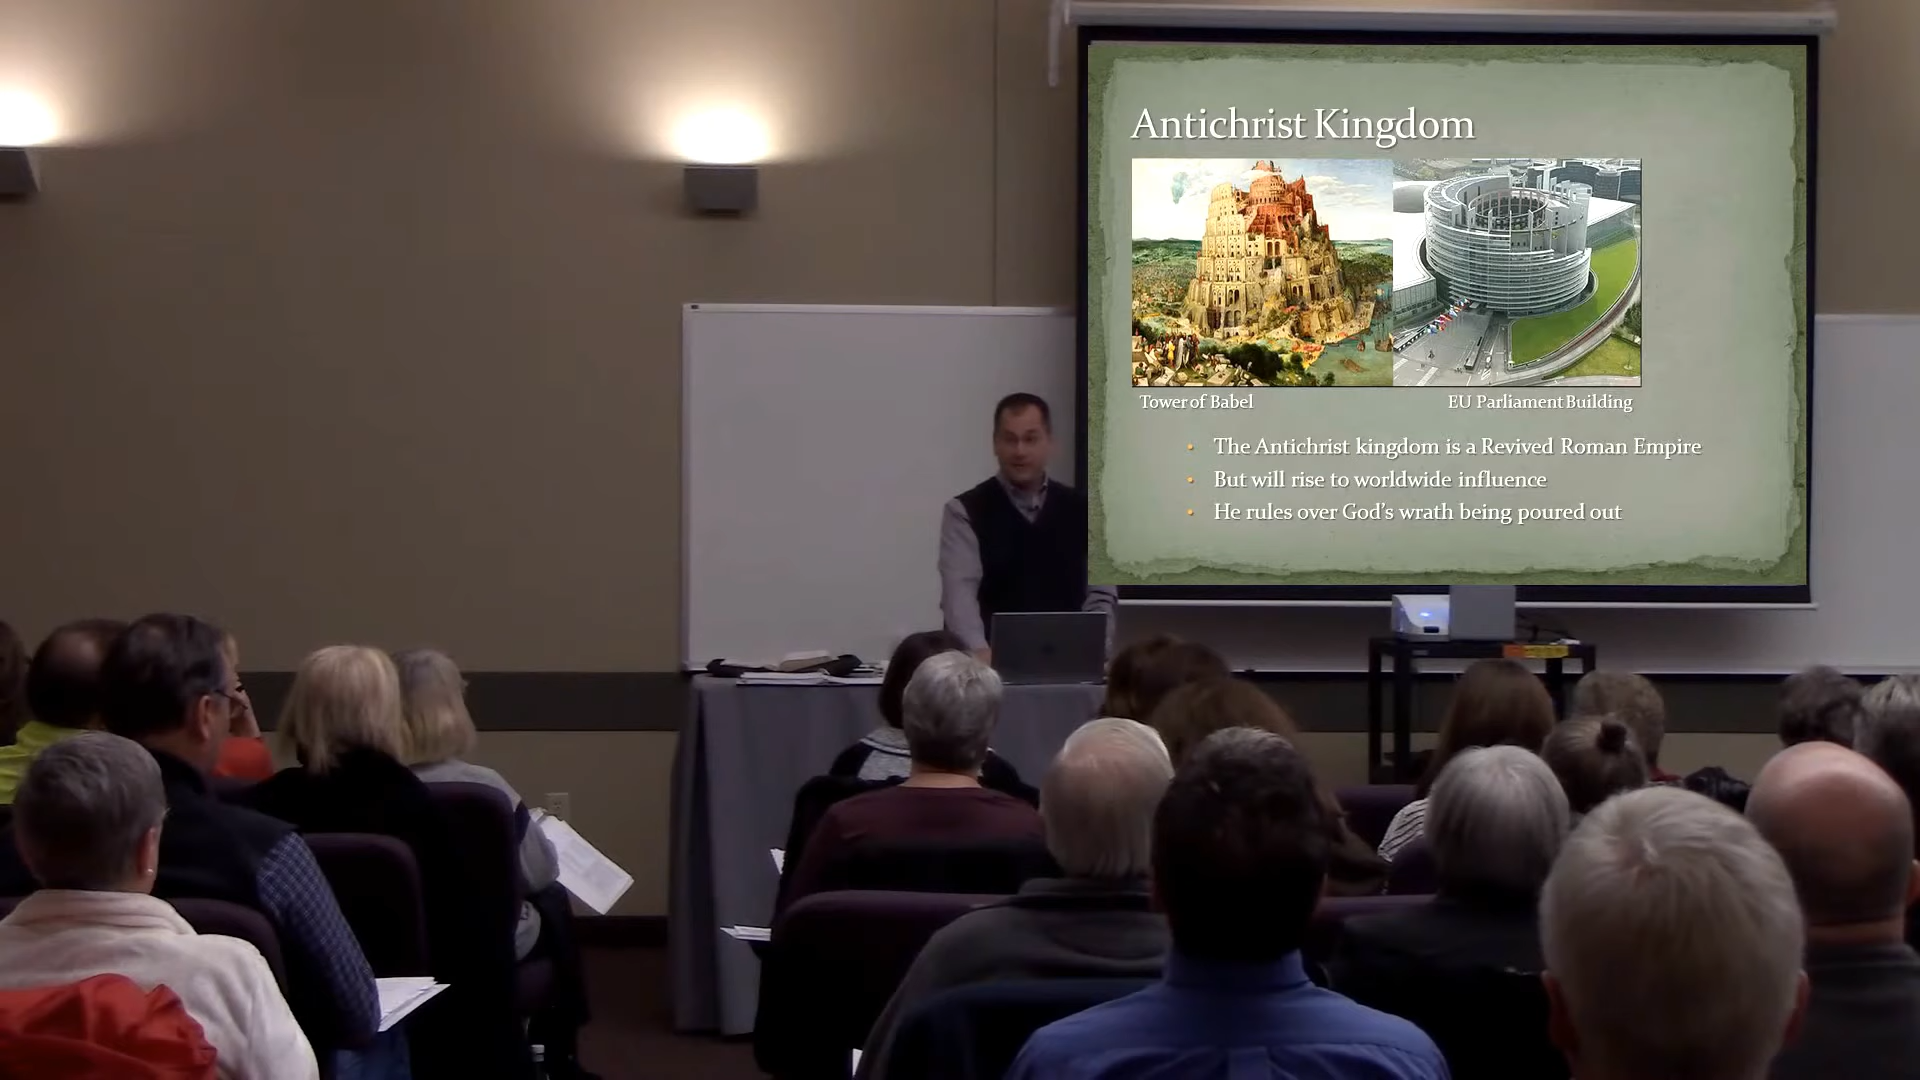 Antichrist Kingdom
Tower of Babel
EU Parliament Building
• The Antichrist kingdom is a Revived Roman Empire
• But will rise to worldwide influence
• He rules over God's wrath being poured out